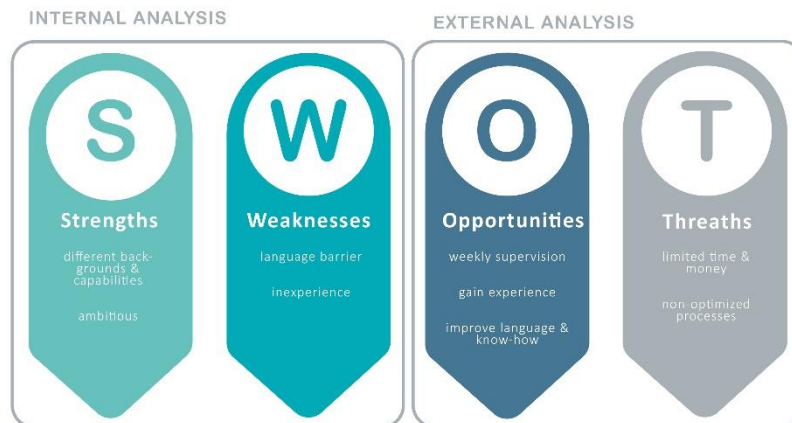 INTERNAL ANALYSIS
EXTERNAL ANALYSIS
S
Strengths
different back-
grounds &
capabilities
ambitious
W
Weaknesses
language barrier
inexperience
O
Opportunities
weekly supervision
gain experience
improve language &
know-how
T
Threaths
limited time &
money
non-optimized
processes